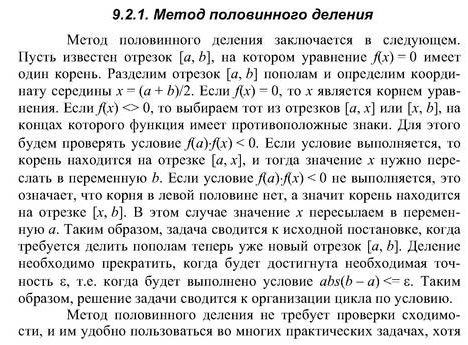 9.2.1. Метод половинного деления
Метод половинного деления заключается в следующем.
Пусть известен отрезок [a, b], на котором уравнение f(x) = 0 имеет
один корень. Разделим отрезок [a, b] пополам и определим коорди-
нату середины x = (a + b)/2. Если f(x) = 0, то x является корнем урав-
нения. Если f(x) <> 0, то выбираем тот из отрезков [a, x] или [x, b], на
концах которого функция имеет противоположные знаки. Для этого
будем проверять условие f(a)·f(x) < 0. Если условие выполняется, то
корень находится на отрезке [a, x], и тогда значение x нужно пере-
слать в переменную b. Если условие f(a)·f(x) < 0 не выполняется, это
означает, что корня в левой половине нет, а значит корень находится
на отрезке [x, b]. В этом случае значение x пересылаем в перемен-
ную a. Таким образом, задача сводится к исходной постановке, когда
требуется делить пополам теперь уже новый отрезок [a, b]. Деление
необходимо прекратить, когда будет достигнута необходимая точ-
ность ε, т.е. когда будет выполнено условие abs(b – a) <= ε. Таким
образом, решение задачи сводится к организации цикла по условию.
Метод половинного деления не требует проверки сходимо-
сти, и им удобно пользоваться во многих практических задачах, хотя